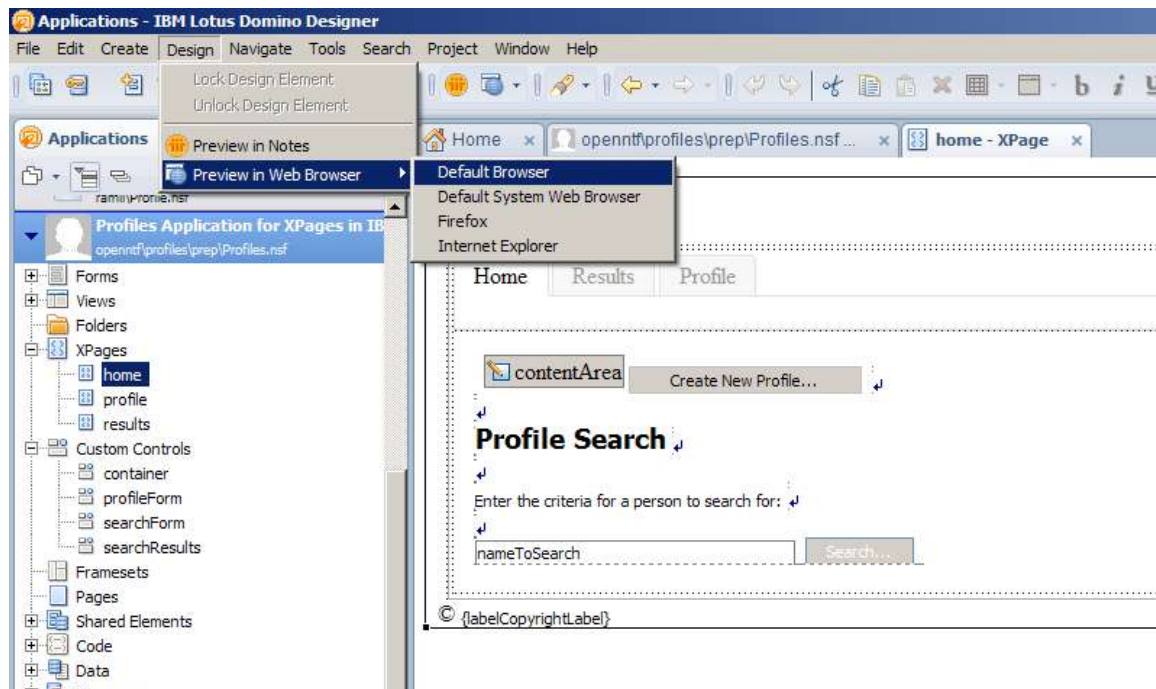 Applications - IBM Lotus Domino Designer
File Edit Create Design Navigate Tools Search Project Window Help
Lock Design Element
Unlock Design Element
Preview in Notes
Preview in Web Browser
Default Browser
Default System Web Browser
Firefox
Internet Explorer
Applications
Home
openntf\profiles\prep\Profiles.nsf ...
home - XPage
Profiles Application for XPages in IB
openntf\profiles\prep\Profiles.nsf
Forms
Views
Folders
XPages
home
profile
results
Custom Controls
container
profileForm
searchForm
searchResults
Framesets
Pages
Shared Elements
Code
Data
Home Results Profile
contentArea
Create New Profile...
Profile Search
Enter the criteria for a person to search for:
nameToSearch Search...
© {labelCopyrightLabel}